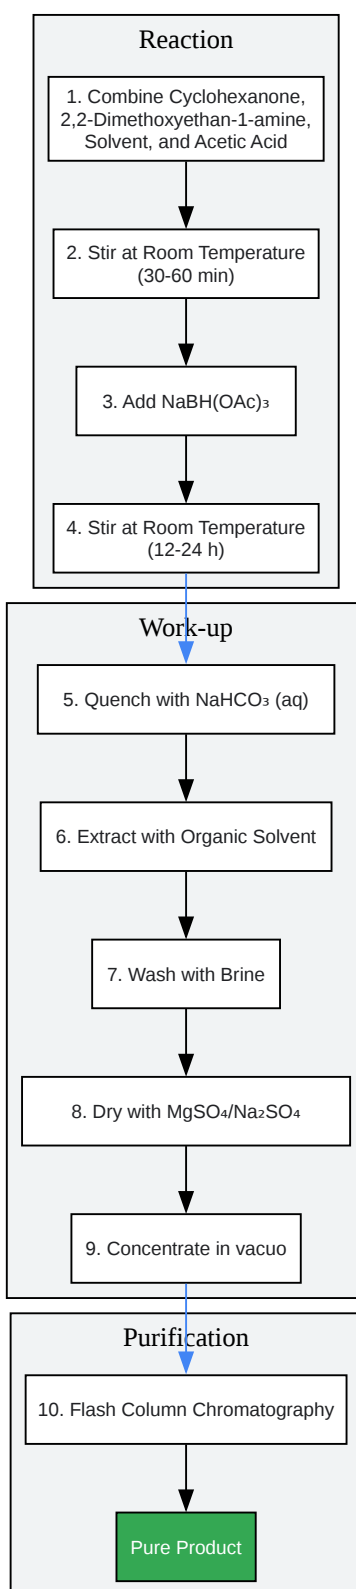 Reaction
1. Combine Cyclohexanone,
2,2-Dimethoxyethan-1-amine,
Solvent, and Acetic Acid
2. Stir at Room Temperature
(30-60 min)
3. Add NaBH(OAc)₃
4. Stir at Room Temperature
(12-24 h)
Work-up
5. Quench with NaHCO₃ (aq)
6. Extract with Organic Solvent
7. Wash with Brine
8. Dry with MgSO₄/Na₂SO₄
9. Concentrate in vacuo
Purification
10. Flash Column Chromatography
Pure Product